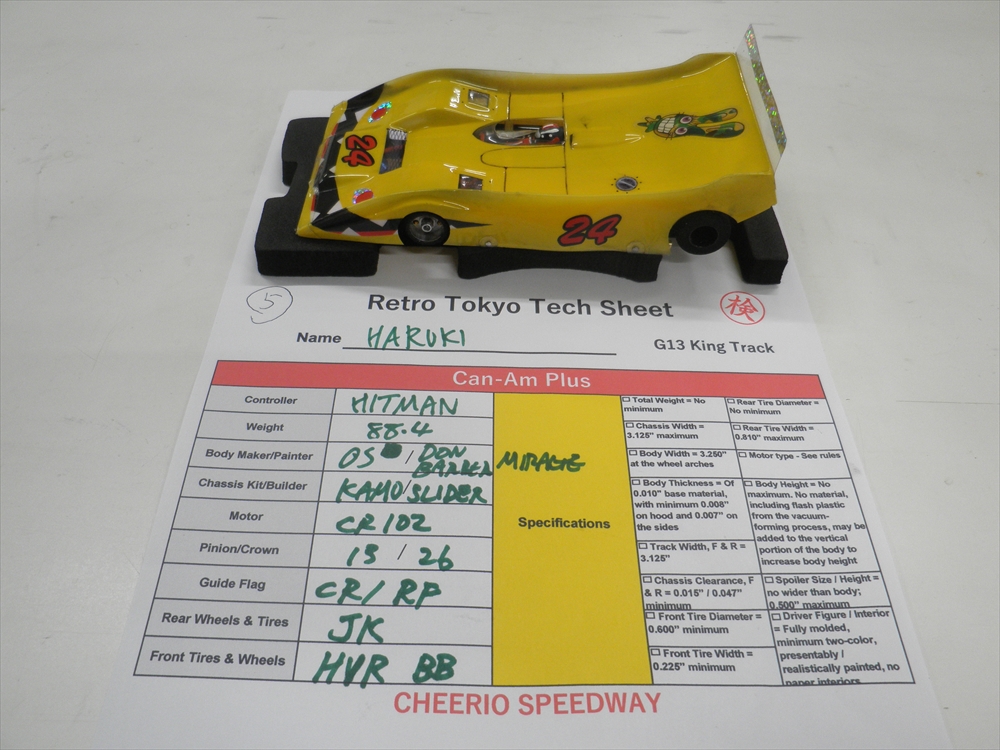 24
24
5
Retro Tokyo Tech Sheet
検
Name HARUKI
G13 King Track
Can-Am Plus
Controller HITMAN
Weight 88.4
Body Maker/Painter OS / DON BARKER MIRAGE
Chassis Kit/Builder KAMO/SLIDER
Motor CR102
Pinion/Crown 13 / 26
Guide Flag CR/RP
Rear Wheels & Tires JK
Front Tires & Wheels HVR BB
Specifications
Total Weight = No
minimum
Chassis Width =
3.125" maximum
Body Width = 3.250"
at the wheel arches
Body Thickness = Of
0.010" base material,
with minimum 0.008"
on hood and 0.007" on
the sides
Track Width, F & R =
3.125"
Chassis Clearance, F
& R = 0.015" / 0.047"
minimum
Front Tire Diameter =
0.600" minimum
Front Tire Width =
0.225" minimum
Rear Tire Diameter =
No minimum
Rear Tire Width =
0.810" maximum
Motor type - See rules
Body Height = No
maximum. No material,
including flash plastic
from the vacuum-
forming process, may be
added to the vertical
portion of the body to
increase body height
Spoiler Size / Height =
no wider than body;
0.500" maximum
Driver Figure / Interior
= Fully molded,
minimum two-color,
presentably /
realistically painted, no
paper interiors
CHEERIO SPEEDWAY